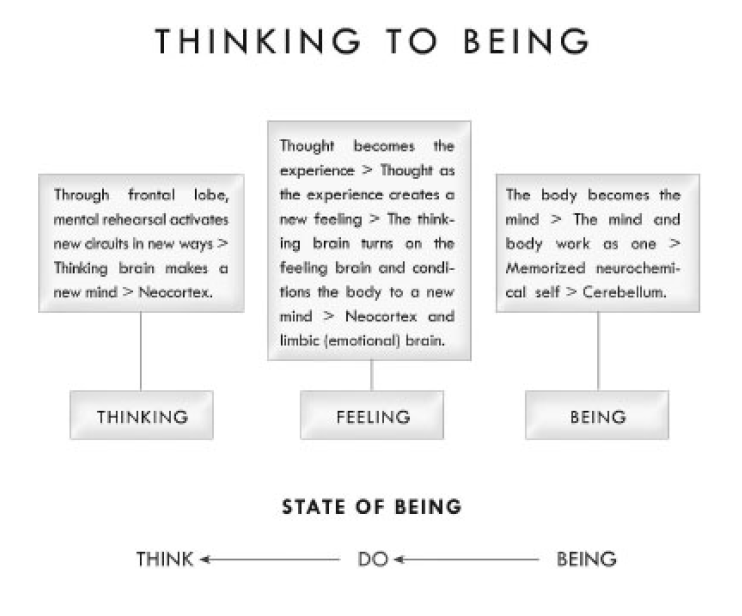 THINKING TO BEING
Through frontal lobe,
mental rehearsal activates
new circuits in new ways >
Thinking brain makes a
new mind > Neocortex.
Thought becomes the
experience > Thought as
the experience creates a
new feeling > The think-
ing brain turns on the
feeling brain and condi-
tions the body to a new
mind > Neocortex and
limbic (emotional) brain.
The body becomes the
mind > The mind and
body work as one >
Memorized neurochemi-
cal self > Cerebellum.
THINKING
FEELING
BEING
STATE OF BEING
THINK DO BEING